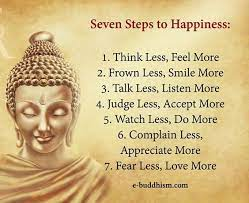 Seven Steps to Happiness:
1. Think Less, Feel More
2. Frown Less, Smile More
3. Talk Less, Listen More
4. Judge Less, Accept More
5. Watch Less, Do More
6. Complain Less,
Appreciate More
7. Fear Less, Love More
e-buddhism.com